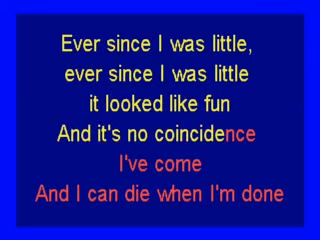 Ever since I was little,
ever since I was little
it looked like fun
And it's no coincidence
I've come
And I can die when I'm done